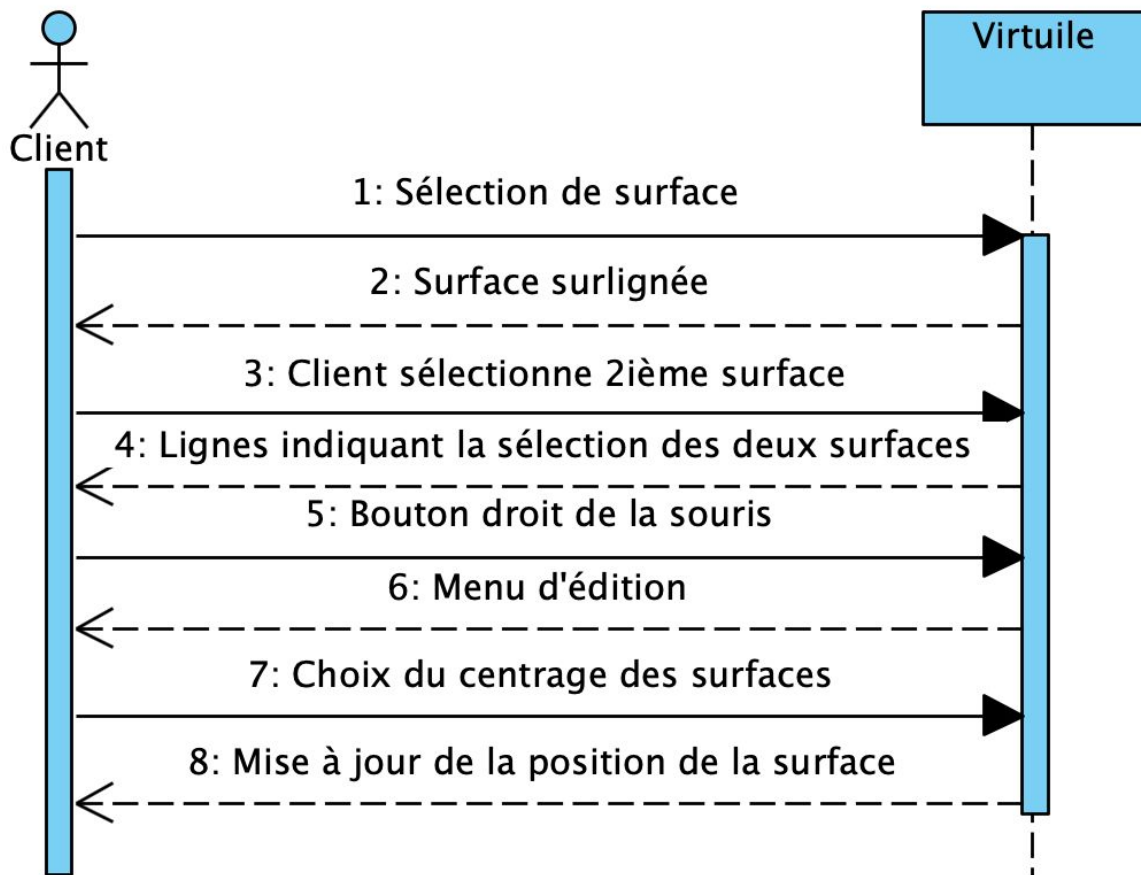 Virtuile
Client
1: Sélection de surface
2: Surface surlignée
3: Client sélectionne 2ième surface
4: Lignes indiquant la sélection des deux surfaces
5: Bouton droit de la souris
6: Menu d'édition
7: Choix du centrage des surfaces
8: Mise à jour de la position de la surface